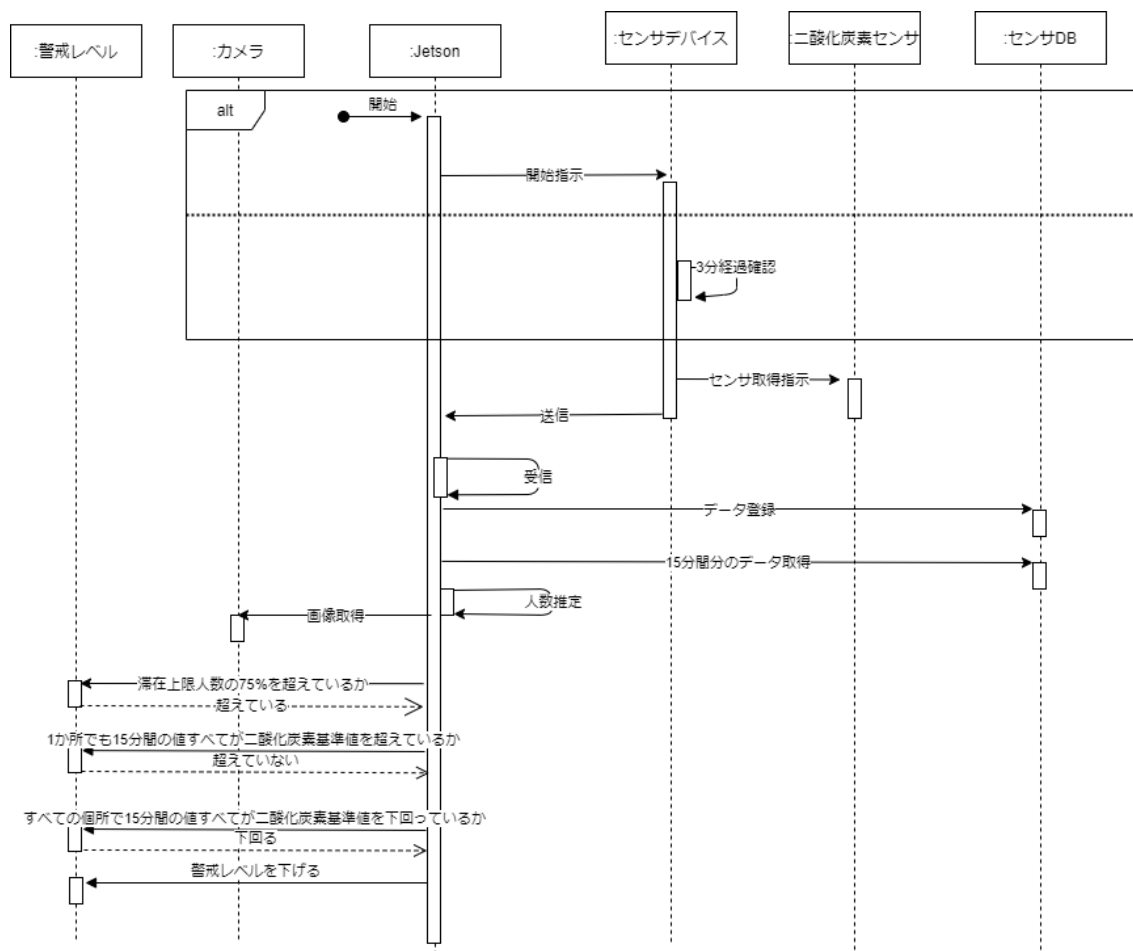 :警戒レベル
:カメラ
:Jetson
:センサデバイス
:二酸化炭素センサ
:センサDB
alt
開始
開始指示
3分経過確認
センサ取得指示
送信
受信
データ登録
15分間分のデータ取得
人数推定
画像取得
滞在上限人数の75%を超えているか
超えている
1か所でも15分間の値すべてが二酸化炭素基準値を超えているか
超えていない
すべての個所で15分間の値すべてが二酸化炭素基準値を下回っているか
下回る
警戒レベルを下げる